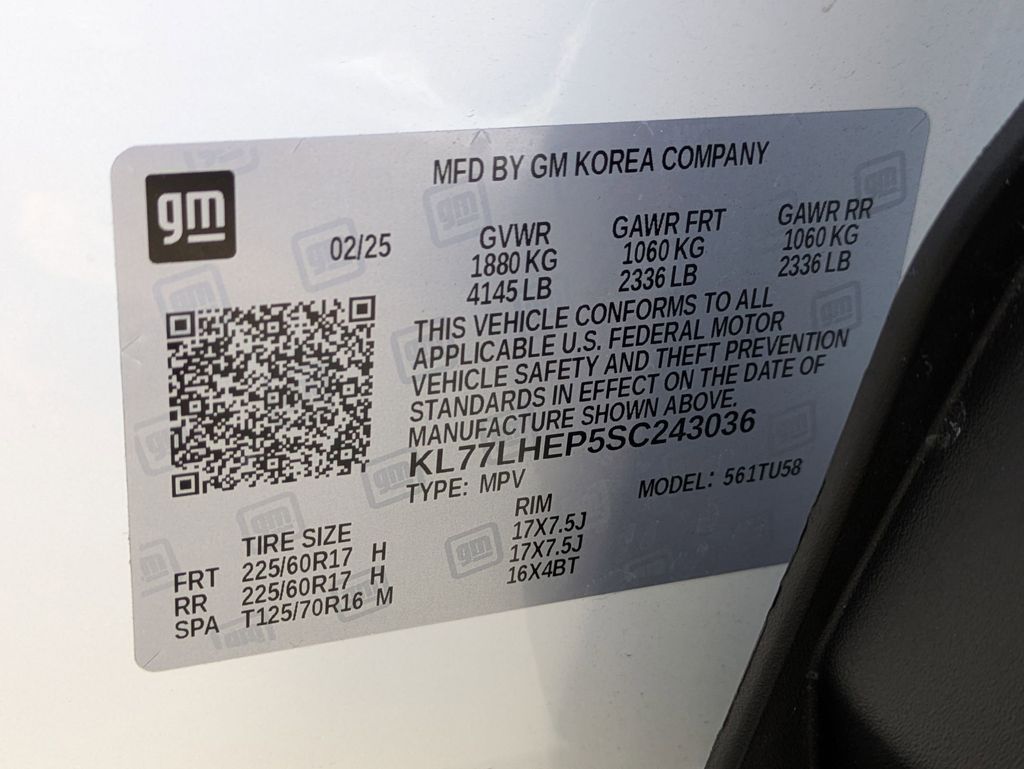 gm
MFD BY GM KOREA COMPANY
02/25
GVWR GAWR FRT GAWR RR
1880 KG 1060 KG 1060 KG
4145 LB 2336 LB 2336 LB
THIS VEHICLE CONFORMS TO ALL
APPLICABLE U.S. FEDERAL MOTOR
VEHICLE SAFETY AND THEFT PREVENTION
STANDARDS IN EFFECT ON THE DATE OF
MANUFACTURE SHOWN ABOVE.
KL77LHEP5SC243036
TYPE: MPV MODEL: 561TU58
TIRE SIZE RIM
FRT 225/60R17 H 17X7.5J
RR 225/60R17 H 17X7.5J
SPA T125/70R16 M 16X4BT